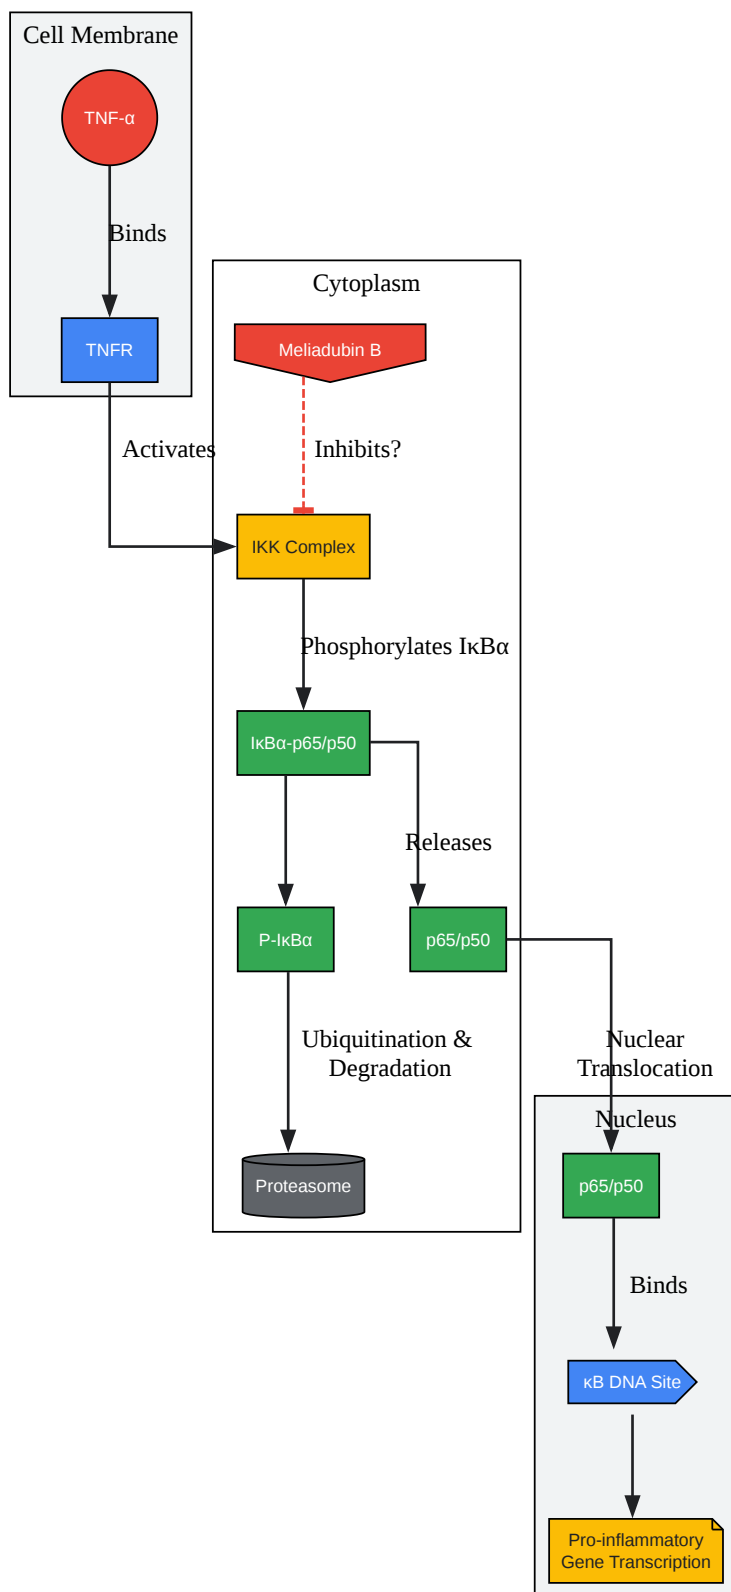 Cell Membrane
TNF-α
Binds
TNFR
Activates
Cytoplasm
Meliadubin B
Inhibits?
IKK Complex
Phosphorylates IκBα
IκBα-p65/p50
Releases
P-IκBα
p65/p50
Ubiquitination &
Degradation
Nuclear
Translocation
Proteasome
Nucleus
p65/p50
Binds
κB DNA Site
Pro-inflammatory
Gene Transcription